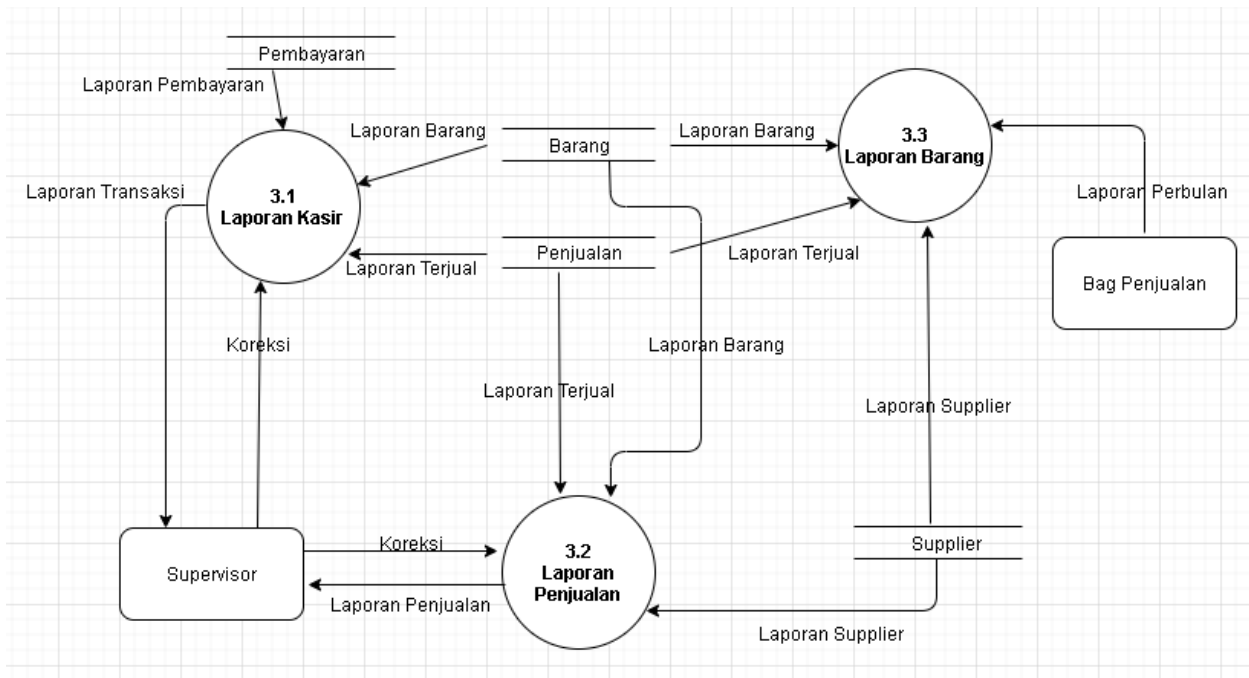 Pembayaran
Laporan Pembayaran
Laporan Barang
Barang
Laporan Barang
3.3
Laporan Barang
Laporan Transaksi
3.1
Laporan Kasir
Laporan Perbulan
Laporan Terjual
Penjualan
Laporan Terjual
Bag Penjualan
Koreksi
Laporan Barang
Laporan Terjual
Laporan Supplier
Koreksi
Supplier
Supervisor
3.2
Laporan
Penjualan
Laporan Penjualan
Laporan Supplier